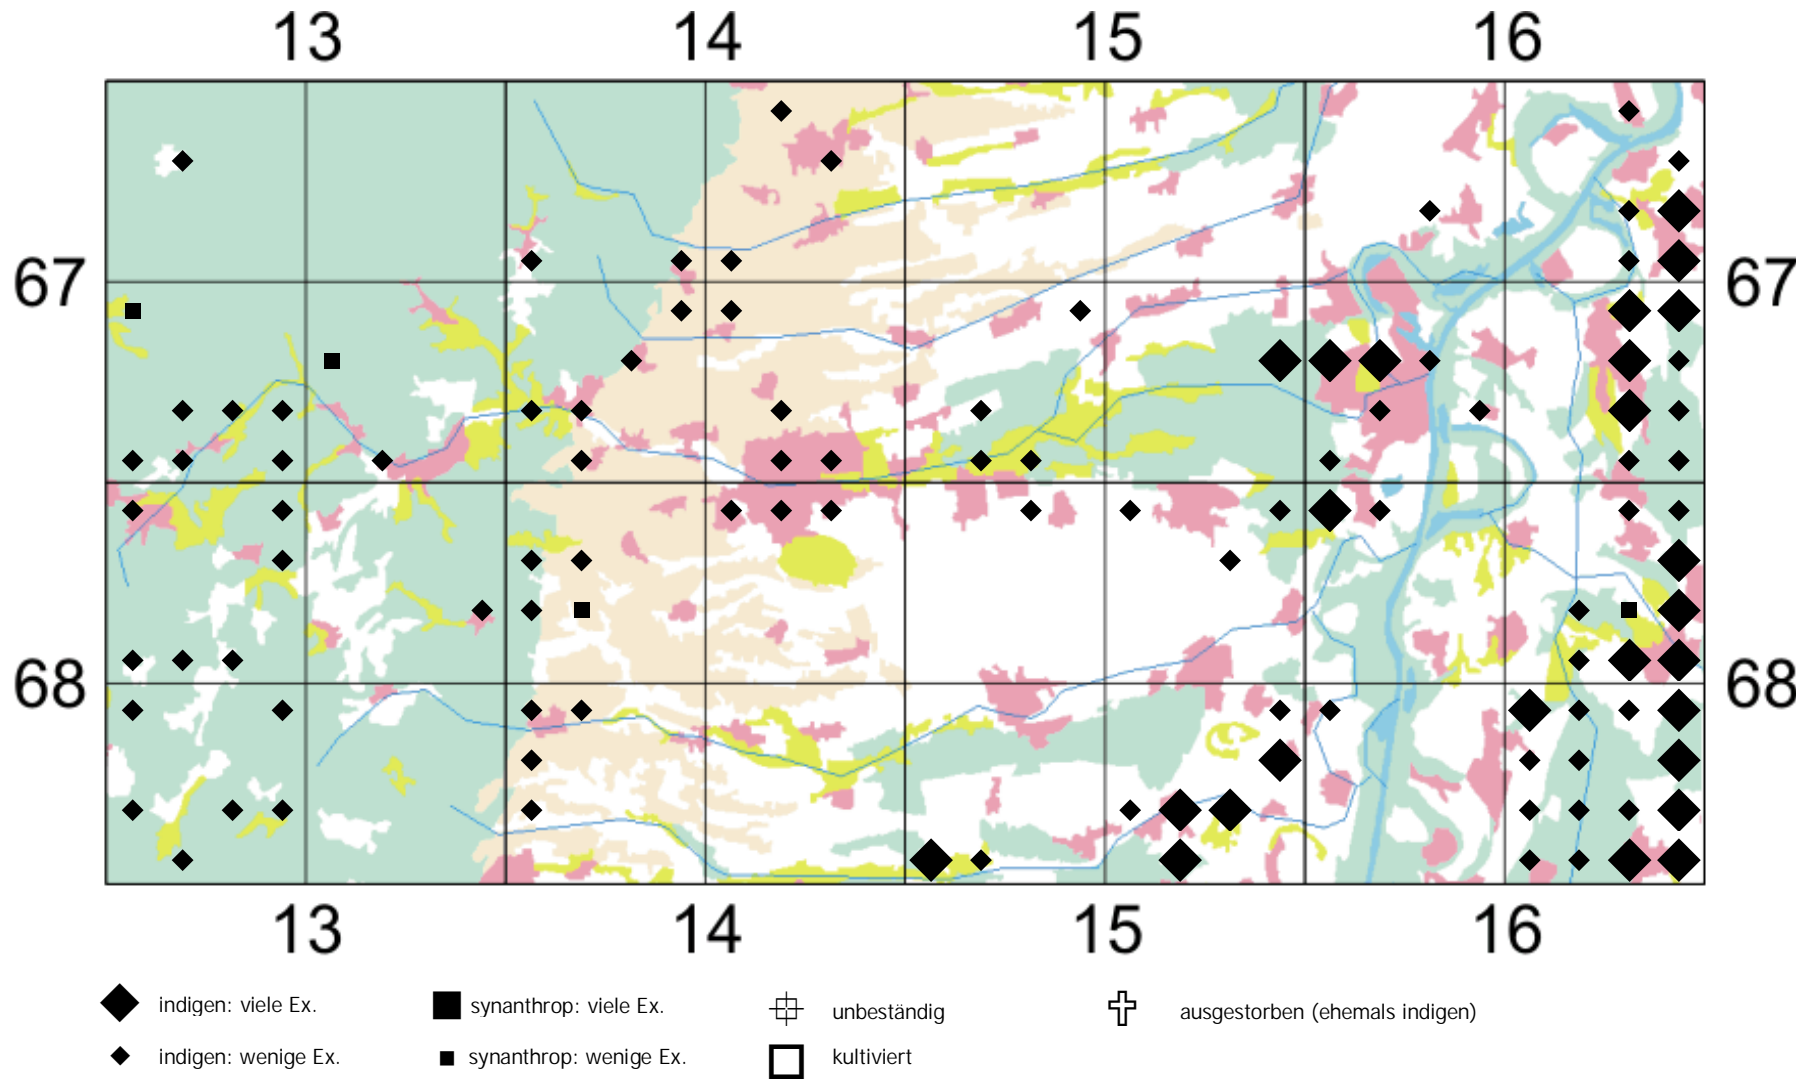 13 14 15 16
67 67
68 68
13 14 15 16
indigen: viele Ex. synanthrop: viele Ex. unbeständig ausgestorben (ehemals indigen)
indigen: wenige Ex. synanthrop: wenige Ex. kultiviert